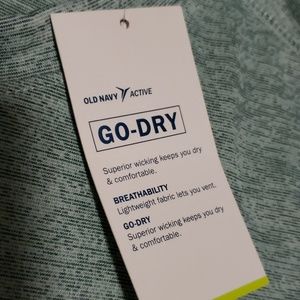 OLD NAVY ACTIVE
GO-DRY
Superior wicking keeps you dry
& comfortable.
BREATHABILITY
Lightweight fabric lets you vent.
GO-DRY
Superior wicking keeps you dry
& comfortable.